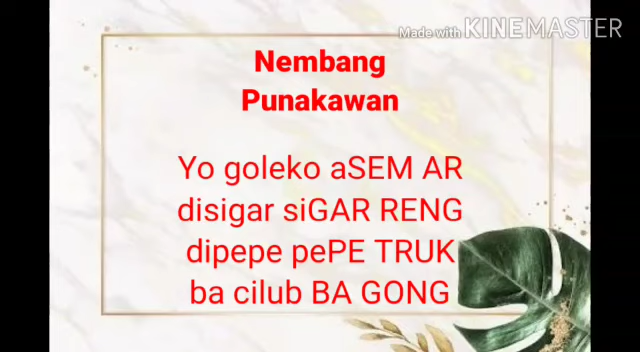 Made with KINEMASTER
Nembang
Punakawan
Yo goleko aSEM AR
disigar siGAR RENG
dipepe pePE TRUK
ba cilub BA GONG